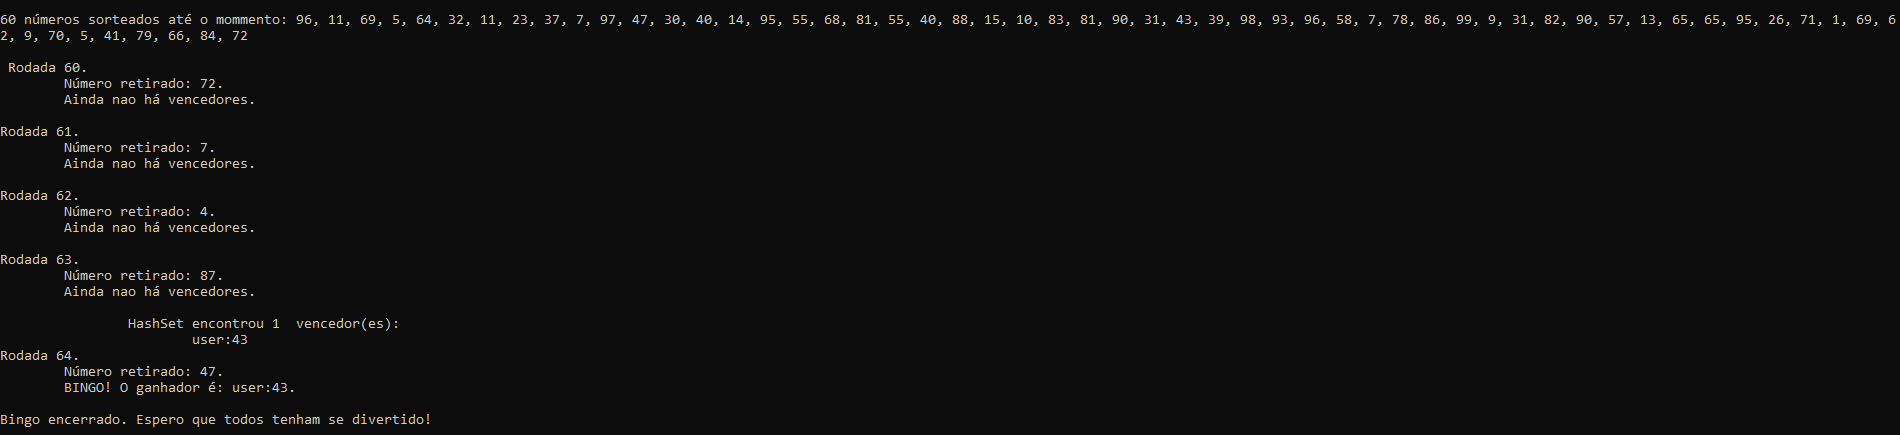 60 números sorteados até o mommento: 96, 11, 69, 5, 64, 32, 11, 23, 37, 7, 97, 47, 30, 40, 14, 95, 55, 68, 81, 55, 40, 88, 15, 10, 83, 81, 90, 31, 43, 39, 98, 93, 96, 58, 7, 78, 86, 99, 9, 31, 82, 90, 57, 13, 65, 65, 95, 26, 71, 1, 69, 6
2, 9, 70, 5, 41, 79, 66, 84, 72
Rodada 60.
Número retirado: 72.
Ainda nao há vencedores.
Rodada 61.
Número retirado: 7.
Ainda nao há vencedores.
Rodada 62.
Número retirado: 4.
Ainda nao há vencedores.
Rodada 63.
Número retirado: 87.
Ainda nao há vencedores.
HashSet encontrou 1  vencedor(es):
user:43
Rodada 64.
Número retirado: 47.
BINGO! O ganhador é: user:43.
Bingo encerrado. Espero que todos tenham se divertido!